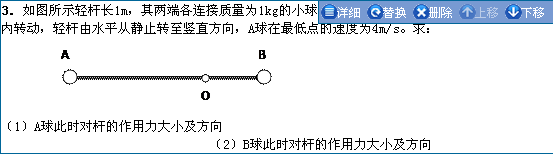 3. 如图所示轻杆长1m，其两端各连接质量为1kg的小球
详细 替换 删除 上移 下移
内转动，轻杆由水平从静止转至竖直方向，A球在最低点的速度为4m/s。求：
A B
O
（1）A球此时对杆的作用力大小及方向
（2）B球此时对杆的作用力大小及方向